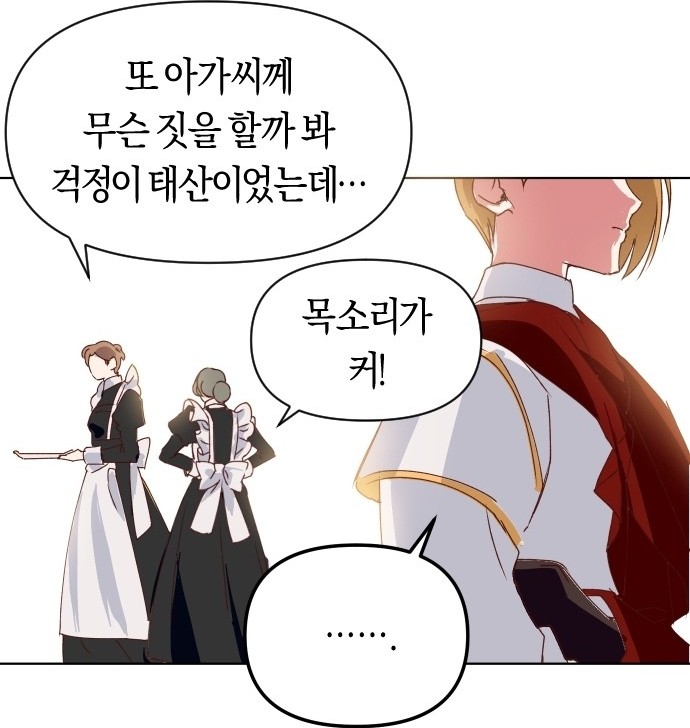 또 아가씨께
무슨 짓을 할까 봐
걱정이 태산이었는데…
목소리가
커!
…….